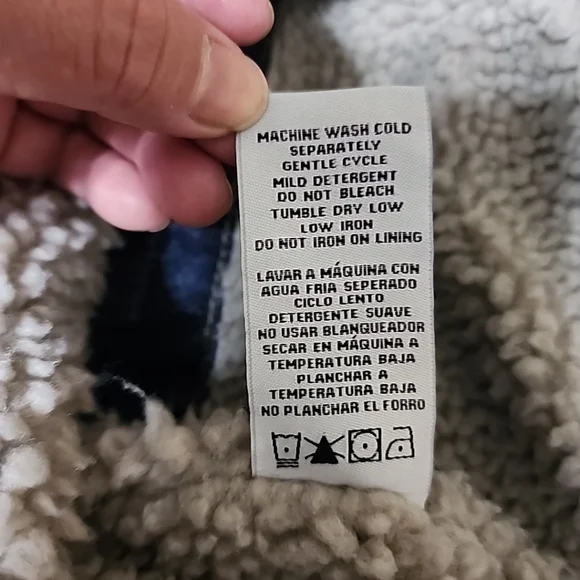 MACHINE WASH COLD
SEPARATELY
GENTLE CYCLE
MILD DETERGENT
DO NOT BLEACH
TUMBLE DRY LOW
LOW IRON
DO NOT IRON ON LINING
LAVAR A MÁQUINA CON
AGUA FRIA SEPERADO
CICLO LENTO
DETERGENTE SUAVE
NO USAR BLANQUEADOR
SECAR EN MÁQUINA A
TEMPERATURA BAJA
PLANCHAR A
TEMPERATURA BAJA
NO PLANCHAR EL FORRO